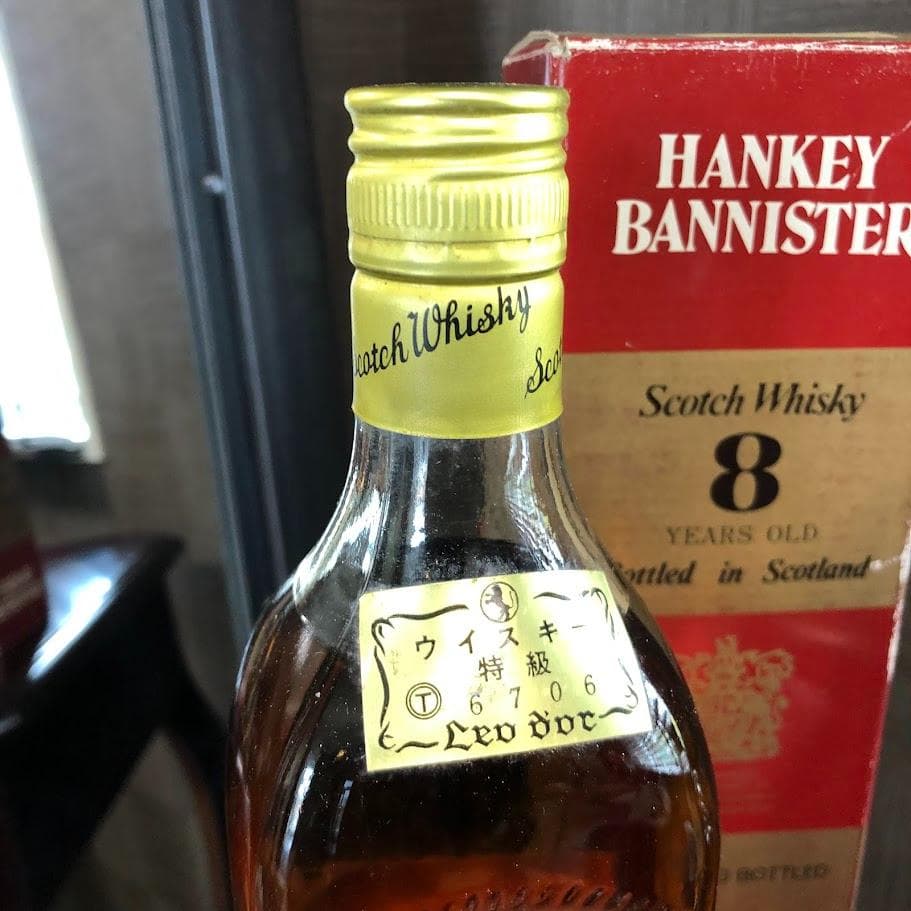 Scotch Whisky
ウイスキー
特級
Ⓣ 6706
Leo d'or
HANKEY
BANNISTER
Scotch Whisky
8
YEARS OLD
Bottled in Scotland
BOTTLED